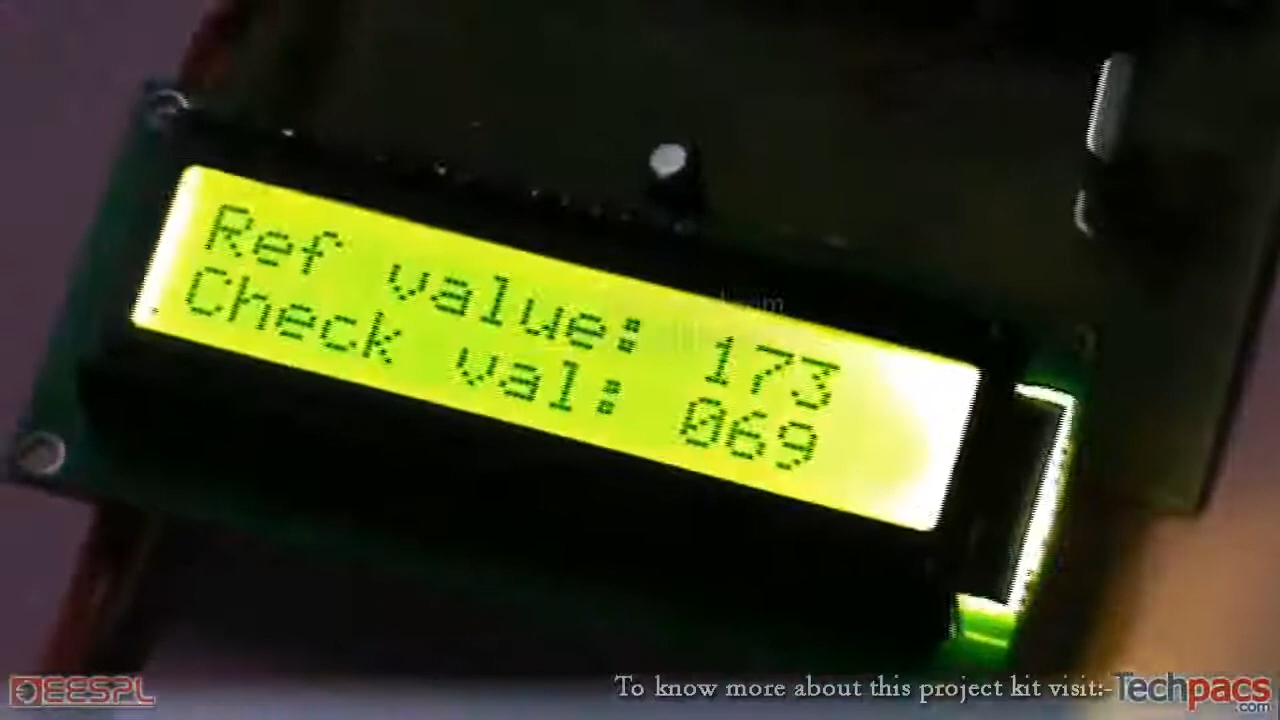 Ref value: 173
Check val: 069
EESPL
To know more about this project kit visit:- Techpacs
.com